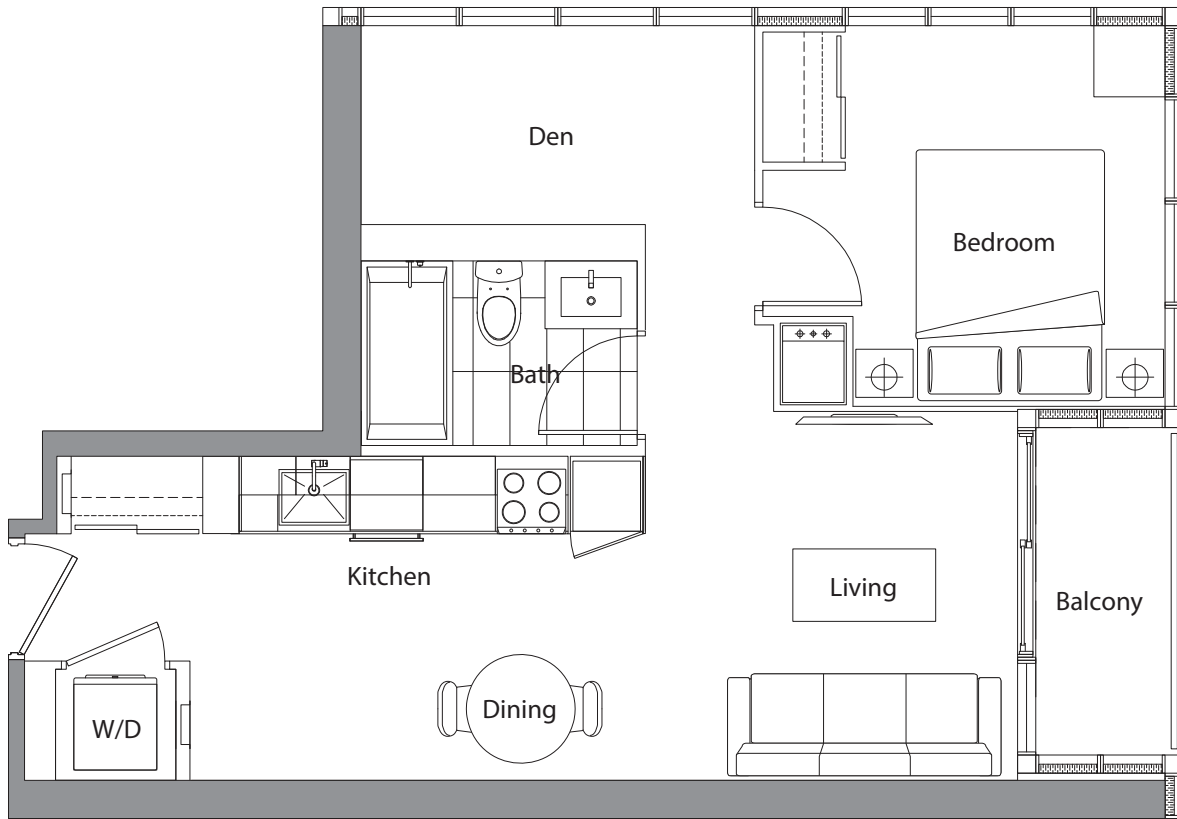 Den
Bedroom
Bath
Kitchen
Living
Balcony
Dining
W/D